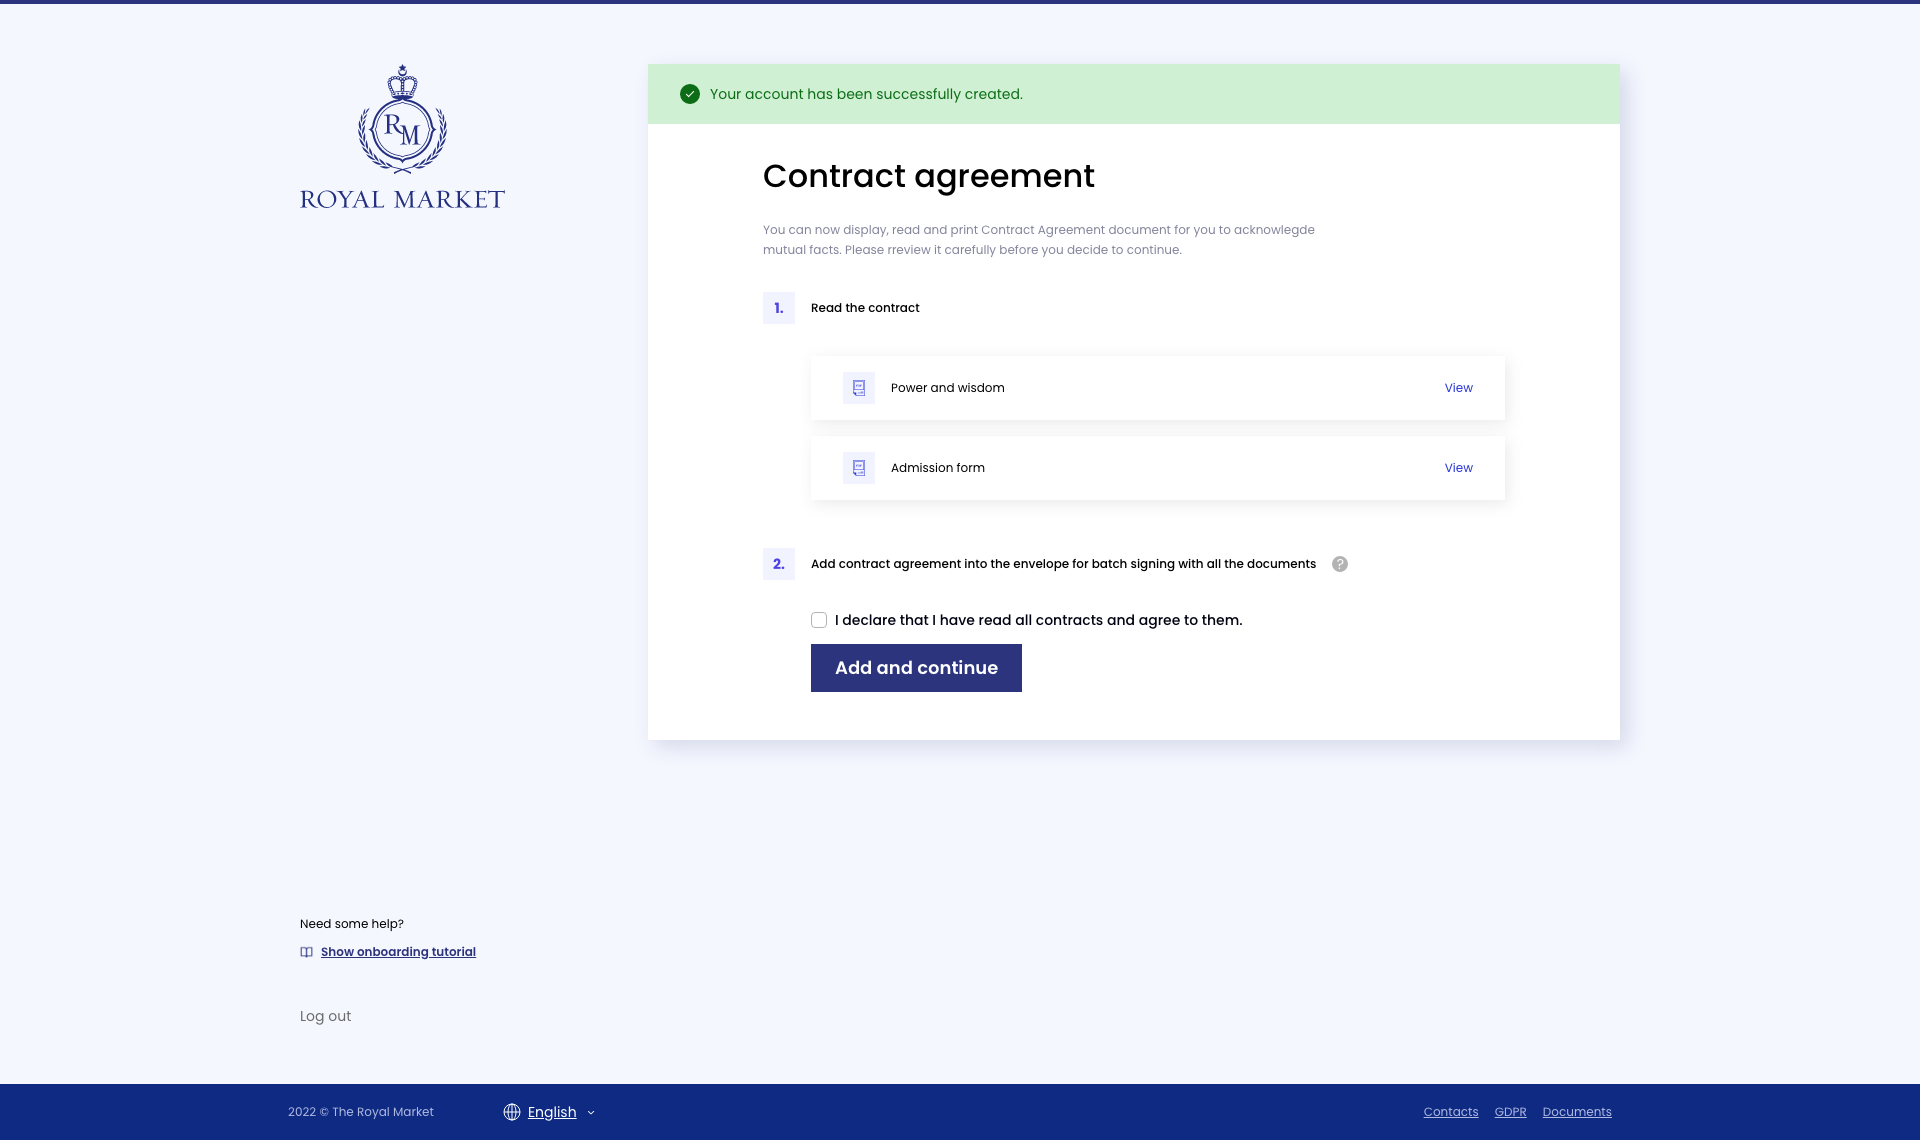 RM
ROYAL MARKET
Your account has been successfully created.
Contract agreement
You can now display, read and print Contract Agreement document for you to acknowlegde
mutual facts. Please rreview it carefully before you decide to continue.
1. Read the contract
Power and wisdom View
Admission form View
2. Add contract agreement into the envelope for batch signing with all the documents ?
I declare that I have read all contracts and agree to them.
Add and continue
Need some help?
Show onboarding tutorial
Log out
2022 © The Royal Market English Contacts GDPR Documents